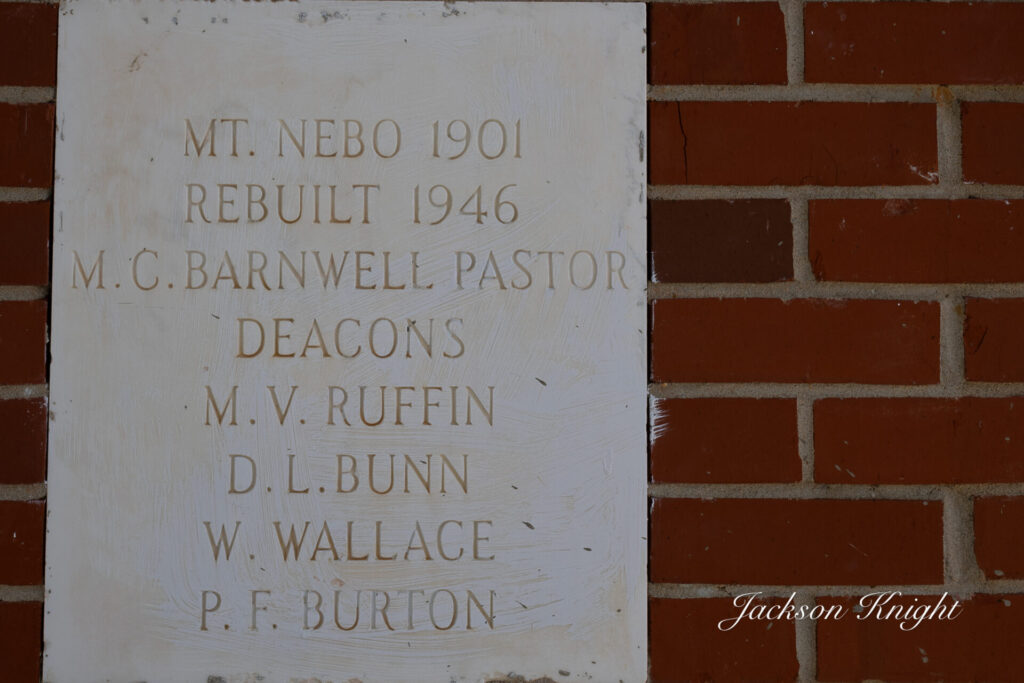 MT. NEBO 1901
REBUILT 1946
M. C. BARNWELL PASTOR
DEACONS
M. V. RUFFIN
D. L. BUNN
W. WALLACE
P. F. BURTON
Jackson Knight